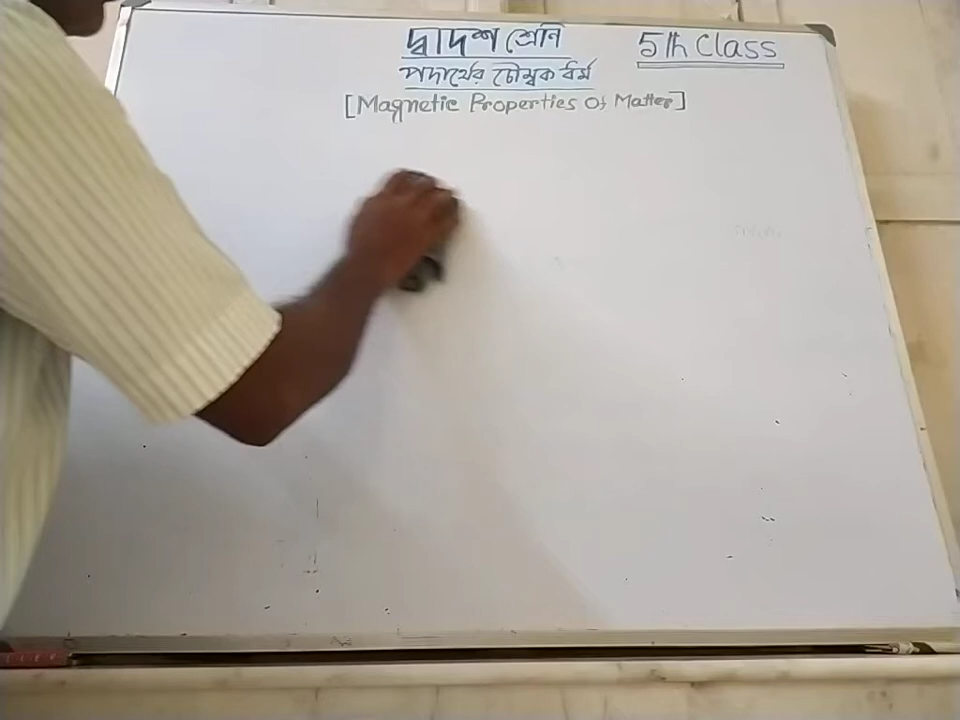 দ্বাদশ শ্রেনি
5th Class
পদার্থের চৌম্বক ধর্ম
[Magnetic Properties Of Matter]